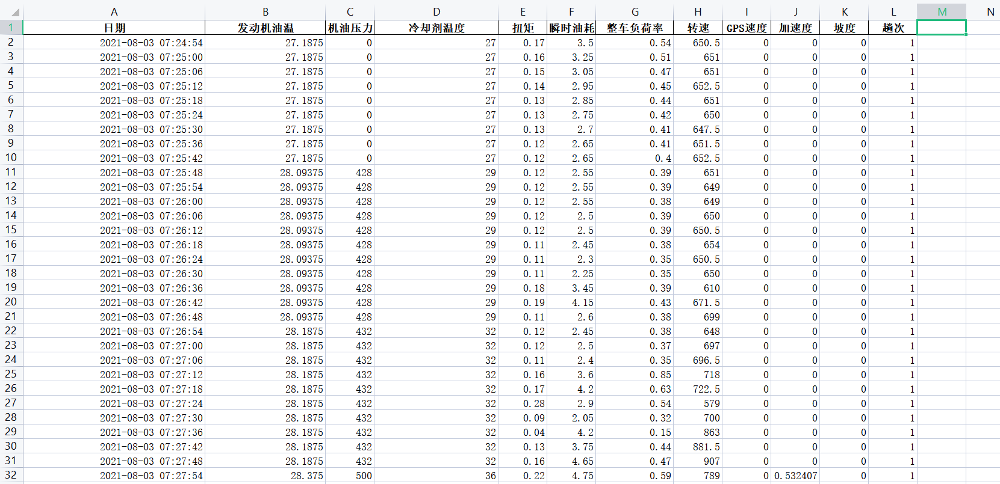 A B C D E F G H I J K L M N
1 日期 发动机油温 机油压力 冷却剂温度 扭矩 瞬时油耗 整车负荷率 转速 GPS速度 加速度 坡度 趟次
2 2021-08-03 07:24:54 27.1875 0 27 0.17 3.5 0.54 650.5 0 0 0 1
3 2021-08-03 07:25:00 27.1875 0 27 0.16 3.25 0.51 651 0 0 0 1
4 2021-08-03 07:25:06 27.1875 0 27 0.15 3.05 0.47 651 0 0 0 1
5 2021-08-03 07:25:12 27.1875 0 27 0.14 2.95 0.45 652.5 0 0 0 1
6 2021-08-03 07:25:18 27.1875 0 27 0.13 2.85 0.44 651 0 0 0 1
7 2021-08-03 07:25:24 27.1875 0 27 0.13 2.75 0.42 650 0 0 0 1
8 2021-08-03 07:25:30 27.1875 0 27 0.13 2.7 0.41 647.5 0 0 0 1
9 2021-08-03 07:25:36 27.1875 0 27 0.12 2.65 0.41 651.5 0 0 0 1
10 2021-08-03 07:25:42 27.1875 0 27 0.12 2.65 0.4 652.5 0 0 0 1
11 2021-08-03 07:25:48 28.09375 428 29 0.12 2.55 0.39 651 0 0 0 1
12 2021-08-03 07:25:54 28.09375 428 29 0.12 2.55 0.39 649 0 0 0 1
13 2021-08-03 07:26:00 28.09375 428 29 0.12 2.55 0.38 649 0 0 0 1
14 2021-08-03 07:26:06 28.09375 428 29 0.12 2.5 0.39 650 0 0 0 1
15 2021-08-03 07:26:12 28.09375 428 29 0.12 2.5 0.39 650.5 0 0 0 1
16 2021-08-03 07:26:18 28.09375 428 29 0.11 2.45 0.38 654 0 0 0 1
17 2021-08-03 07:26:24 28.09375 428 29 0.11 2.3 0.35 650.5 0 0 0 1
18 2021-08-03 07:26:30 28.09375 428 29 0.11 2.25 0.35 650 0 0 0 1
19 2021-08-03 07:26:36 28.09375 428 29 0.18 3.45 0.39 610 0 0 0 1
20 2021-08-03 07:26:42 28.09375 428 29 0.19 4.15 0.43 671.5 0 0 0 1
21 2021-08-03 07:26:48 28.09375 428 29 0.11 2.6 0.38 699 0 0 0 1
22 2021-08-03 07:26:54 28.1875 432 32 0.12 2.45 0.38 648 0 0 0 1
23 2021-08-03 07:27:00 28.1875 432 32 0.12 2.5 0.37 697 0 0 0 1
24 2021-08-03 07:27:06 28.1875 432 32 0.11 2.4 0.35 696.5 0 0 0 1
25 2021-08-03 07:27:12 28.1875 432 32 0.16 3.6 0.85 718 0 0 0 1
26 2021-08-03 07:27:18 28.1875 432 32 0.17 4.2 0.63 722.5 0 0 0 1
27 2021-08-03 07:27:24 28.1875 432 32 0.28 2.9 0.54 579 0 0 0 1
28 2021-08-03 07:27:30 28.1875 432 32 0.09 2.05 0.32 700 0 0 0 1
29 2021-08-03 07:27:36 28.1875 432 32 0.04 4.2 0.15 863 0 0 0 1
30 2021-08-03 07:27:42 28.1875 432 32 0.13 3.75 0.44 881.5 0 0 0 1
31 2021-08-03 07:27:48 28.1875 432 32 0.16 4.65 0.47 907 0 0 0 1
32 2021-08-03 07:27:54 28.375 500 36 0.22 4.75 0.59 789 0 0.532407 0 1